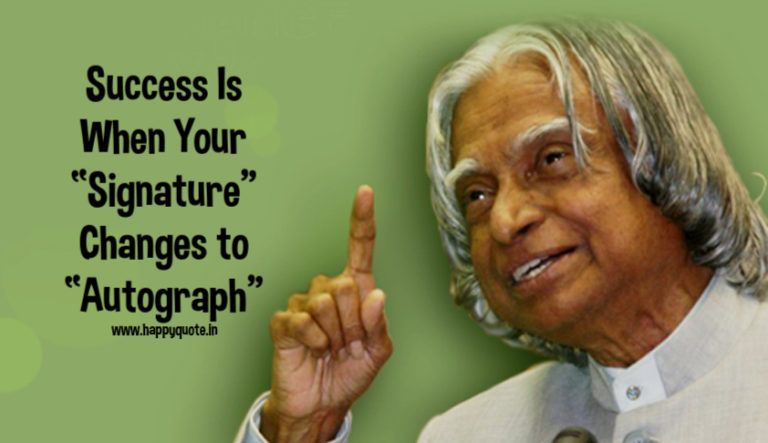 Success Is
When Your
“Signature”
Changes to
“Autograph”
www.happyquote.in